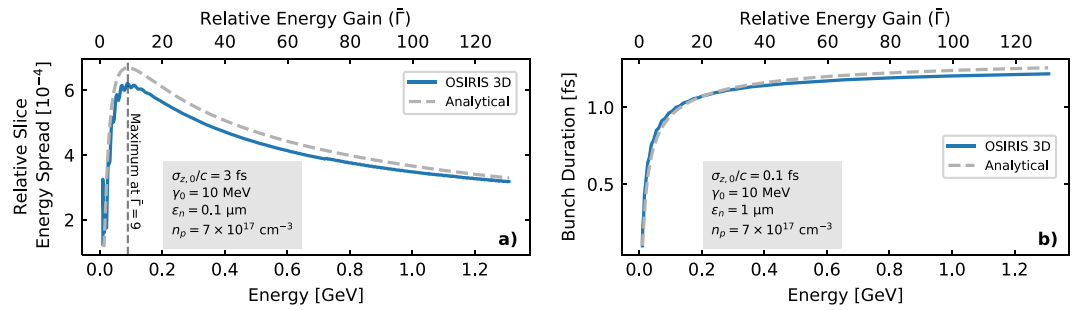 Relative Energy Gain (Γ̄)
0 20 40 60 80 100 120
Relative Slice
Energy Spread [10⁻⁴]
6
4
2
OSIRIS 3D
Analytical
Maximum at Γ̄ = 9
σz,0/c = 3 fs
γ0 = 10 MeV
εn = 0.1 μm
np = 7 × 10¹⁷ cm⁻³
a)
0.0 0.2 0.4 0.6 0.8 1.0 1.2
Energy [GeV]
Relative Energy Gain (Γ̄)
0 20 40 60 80 100 120
Bunch Duration [fs]
1.0
0.5
OSIRIS 3D
Analytical
σz,0/c = 0.1 fs
γ0 = 10 MeV
εn = 1 μm
np = 7 × 10¹⁷ cm⁻³
b)
0.0 0.2 0.4 0.6 0.8 1.0 1.2
Energy [GeV]